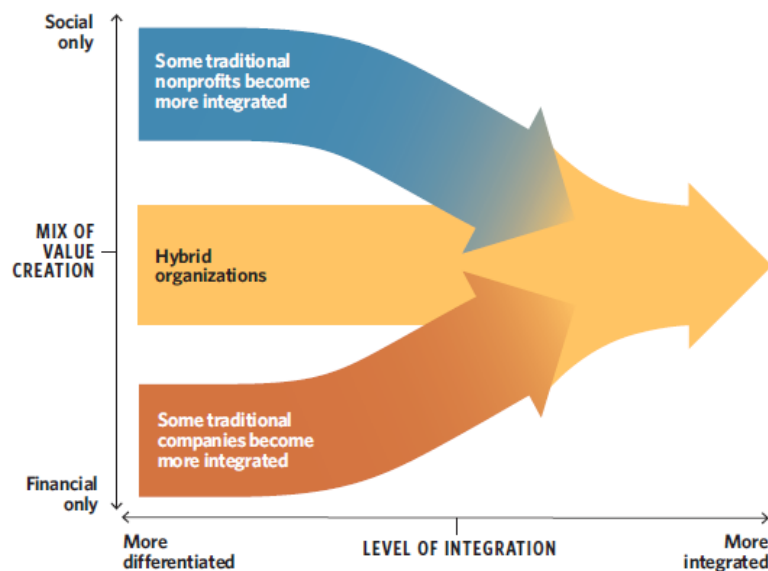 Social
only
Some traditional
nonprofits become
more integrated
MIX OF
VALUE
CREATION
Hybrid
organizations
Some traditional
companies become
more integrated
Financial
only
More
differentiated
LEVEL OF INTEGRATION
More
integrated